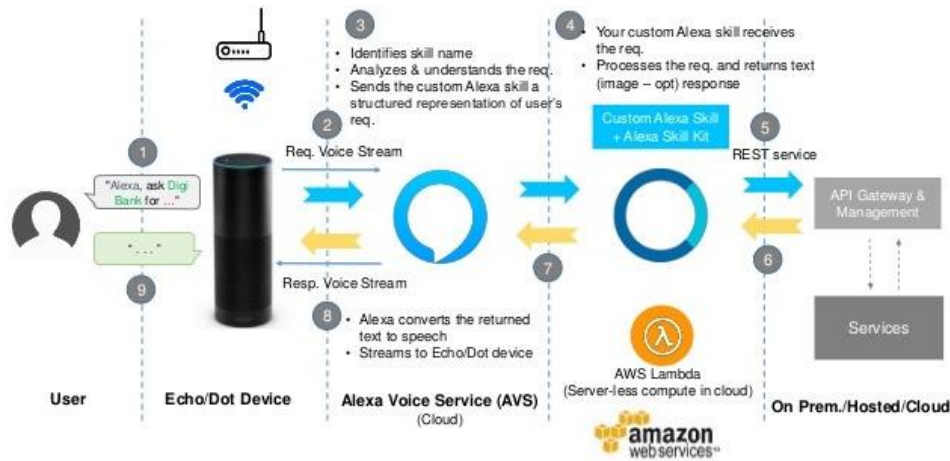 3
• Identifies skill name
• Analyzes & understands the req.
• Sends the custom Alexa skill a
structured representation of user's
req.
4
• Your custom Alexa skill receives
the req.
• Processes the req. and returns text
(image – opt) response
Custom Alexa Skill
+ Alexa Skill Kit
1
"Alexa, ask Digi
Bank for ..."
2
Req. Voice Stream
5
REST service
API Gateway &
Management
"..."
9
Resp. Voice Stream
7
6
8
• Alexa converts the returned
text to speech
• Streams to Echo/Dot device
λ
AWS Lambda
(Server-less compute in cloud)
Services
User
Echo/Dot Device
Alexa Voice Service (AVS)
(Cloud)
On Prem./Hosted/Cloud
amazon
webservices